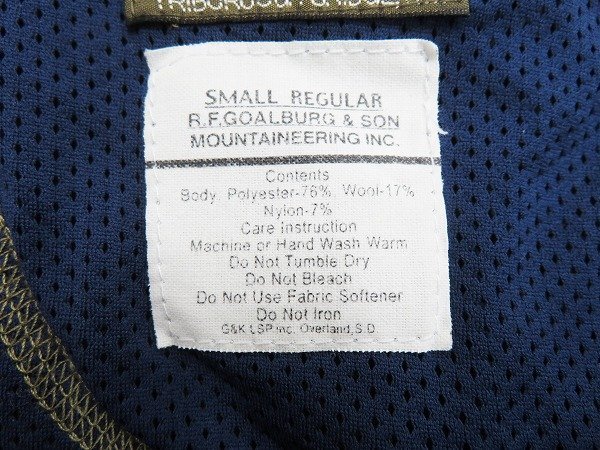 SMALL REGULAR
R.F.GOALBURG & SON
MOUNTAINEERING INC.
Contents
Body. Polyester-76% Wool-17%
Nylon-7%
Care Instruction
Machine or Hand Wash Warm
Do Not Tumble Dry
Do Not Bleach
Do Not Use Fabric Softener
Do Not Iron
G&K LSP inc. Overland, S.D.